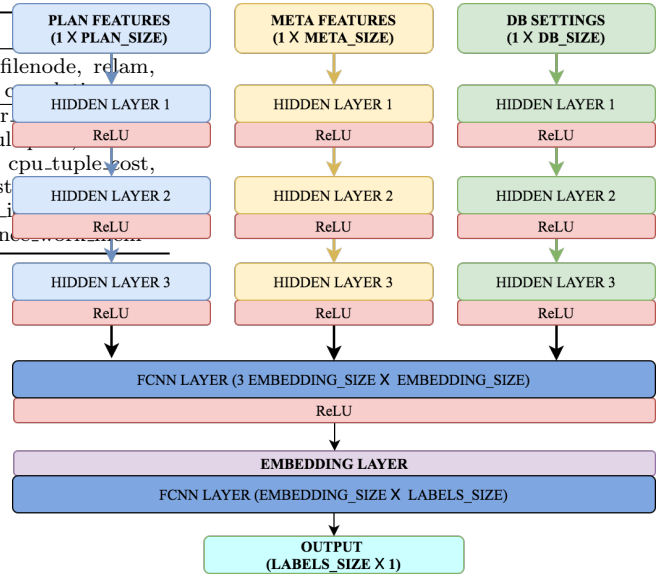 PLAN FEATURES
(1 X PLAN_SIZE)
META FEATURES
(1 X META_SIZE)
DB SETTINGS
(1 X DB_SIZE)
filenode, relam,
HIDDEN LAYER 1
HIDDEN LAYER 1
HIDDEN LAYER 1
ReLU
ReLU
ReLU
cpu_tuple_cost,
HIDDEN LAYER 2
HIDDEN LAYER 2
HIDDEN LAYER 2
ReLU
ReLU
ReLU
HIDDEN LAYER 3
HIDDEN LAYER 3
HIDDEN LAYER 3
ReLU
ReLU
ReLU
FCNN LAYER (3 EMBEDDING_SIZE X EMBEDDING_SIZE)
ReLU
EMBEDDING LAYER
FCNN LAYER (EMBEDDING_SIZE X LABELS_SIZE)
OUTPUT
(LABELS_SIZE X 1)